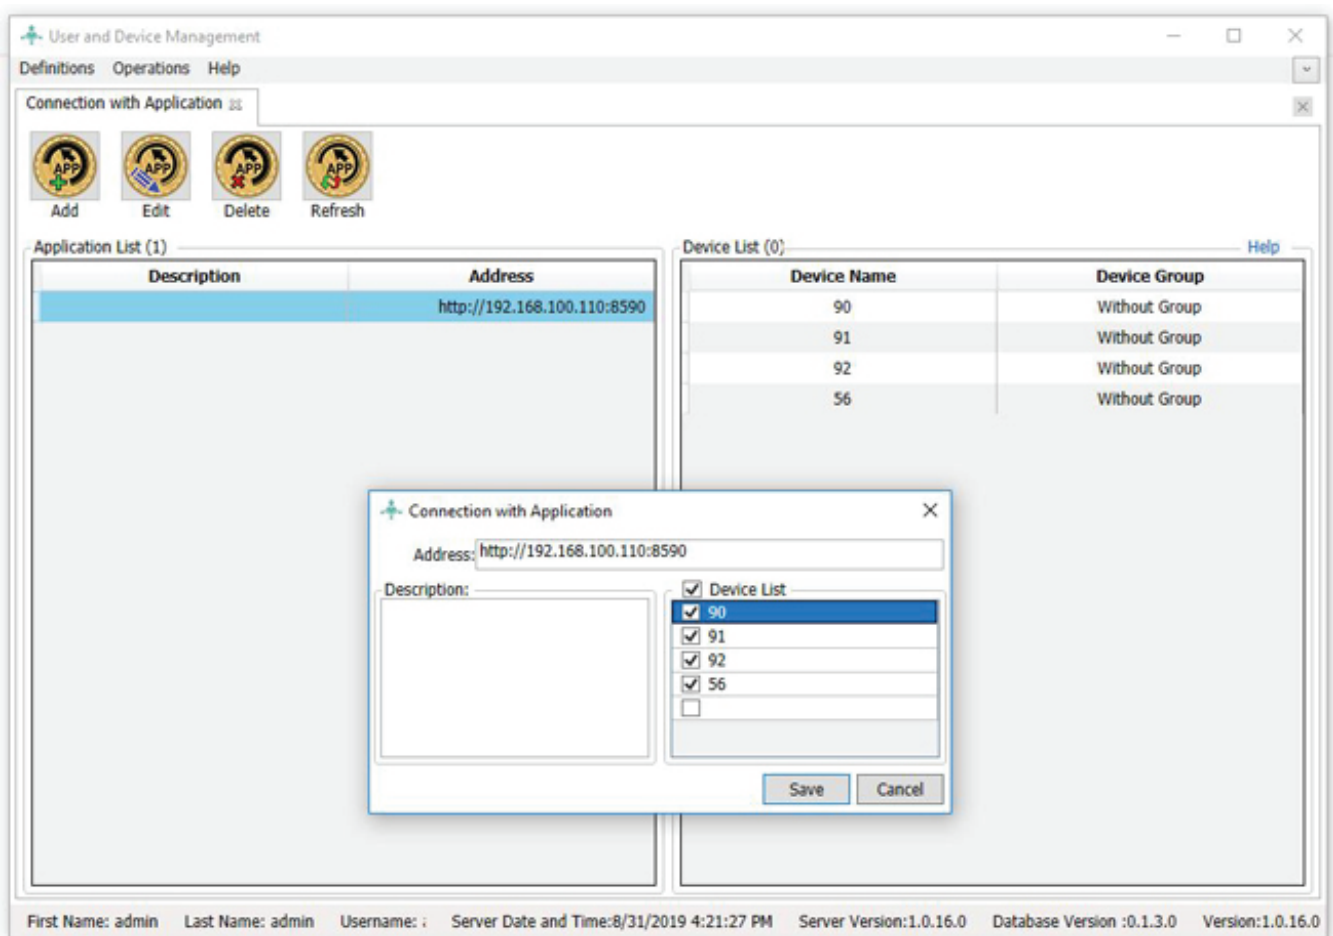 User and Device Management
Definitions Operations Help
Connection with Application
APP APP APP APP
Add Edit Delete Refresh
Application List (1)
Description Address
http://192.168.100.110:8590
Device List (0) Help
Device Name Device Group
90 Without Group
91 Without Group
92 Without Group
56 Without Group
Connection with Application
Address: http://192.168.100.110:8590
Description:
Device List
90
91
92
56
Save Cancel
First Name: admin Last Name: admin Username: Server Date and Time:8/31/2019 4:21:27 PM Server Version:1.0.16.0 Database Version :0.1.3.0 Version:1.0.16.0